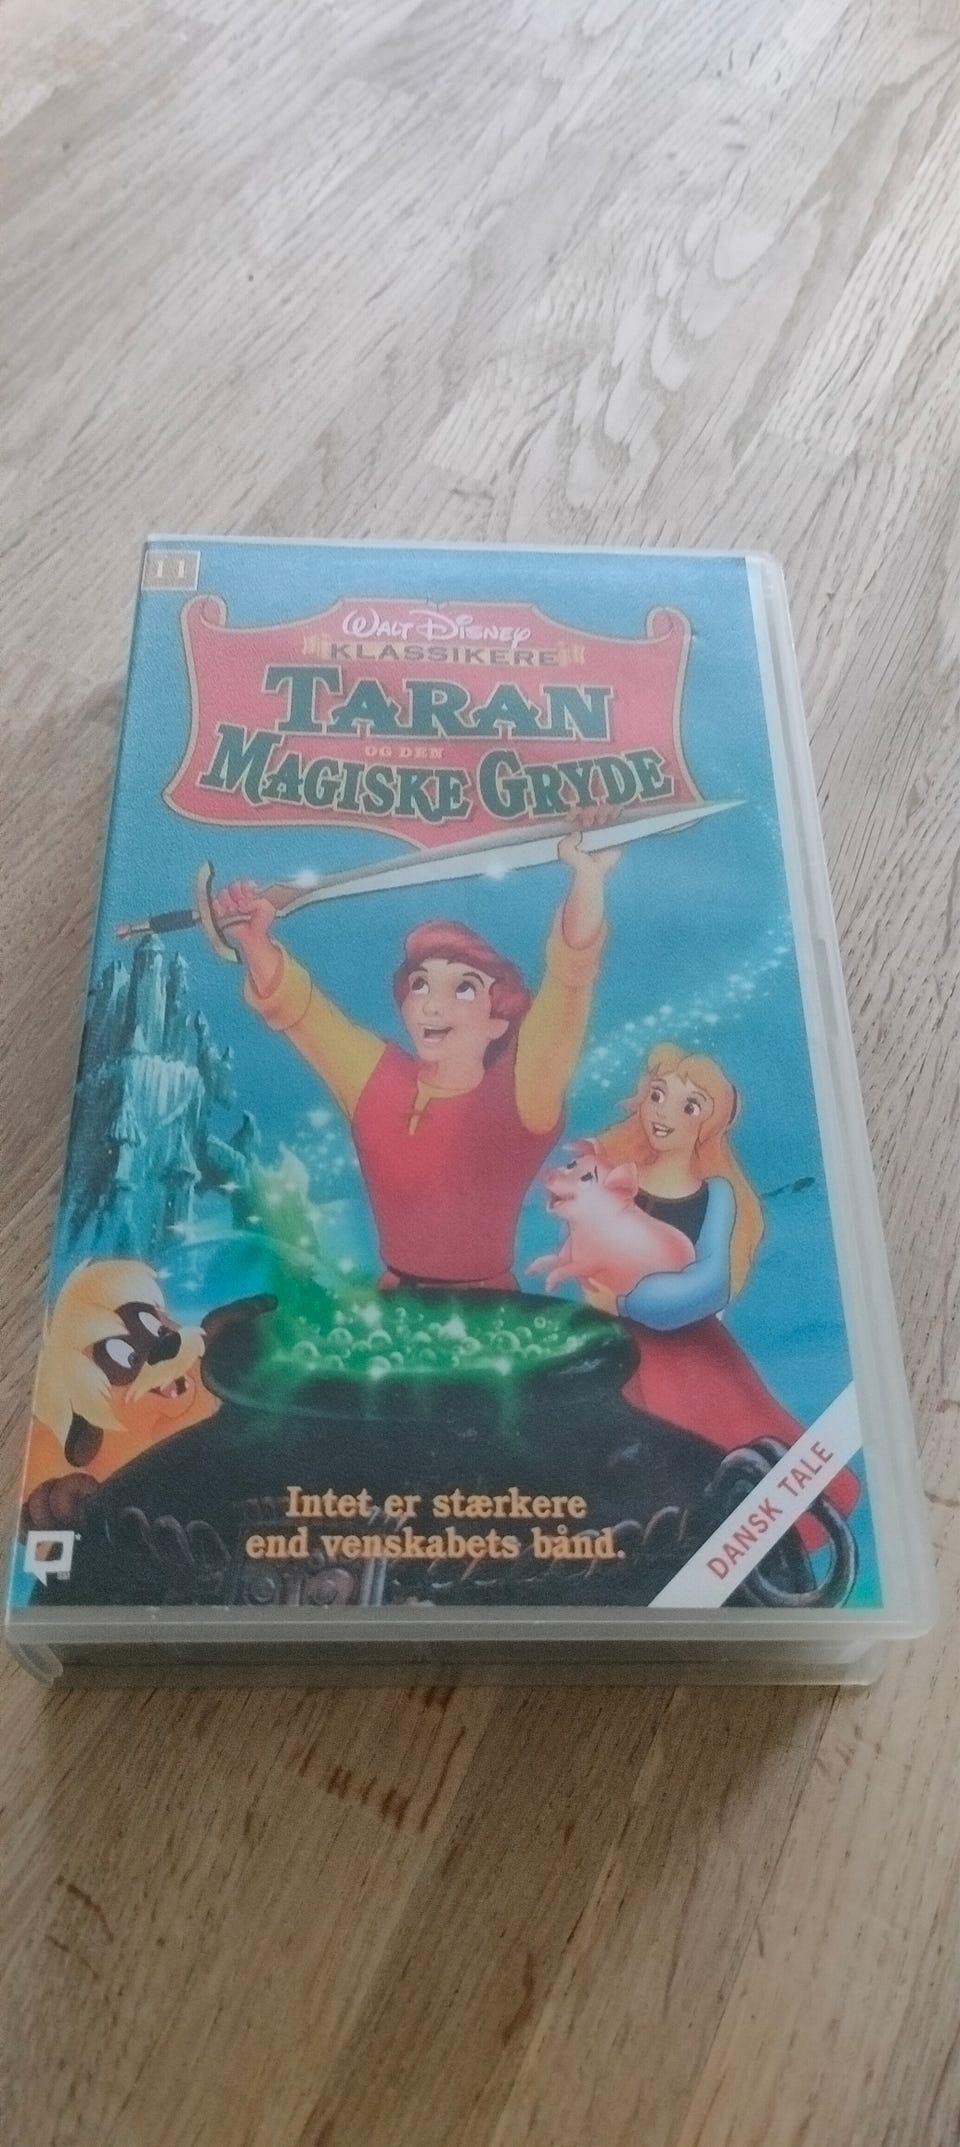 11
WALT DISNEY
KLASSIKERE
TARAN
OG DEN
MAGISKE GRYDE
Intet er stærkere
end venskabets bånd.
DANSK TALE